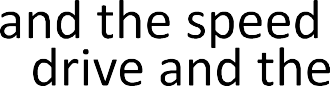 and the speed
drive and the